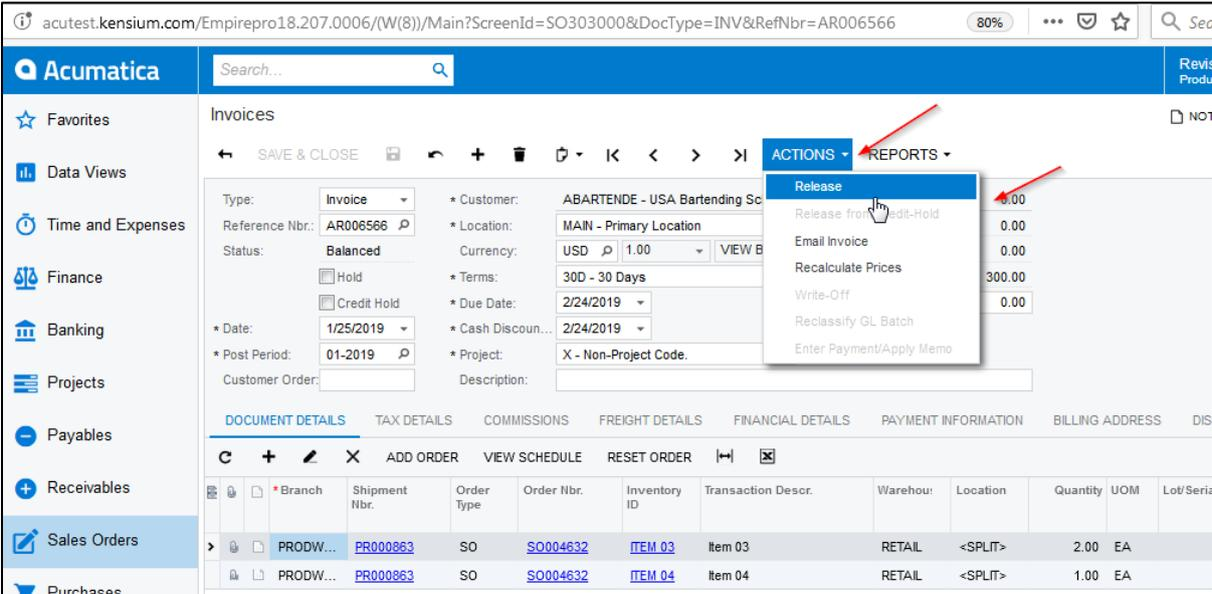 acutest.kensium.com/Empirepro18.207.0006/(W(8))/Main?ScreenId=SO303000&DocType=INV&RefNbr=AR006566 80%
Acumatica Search...
Favorites
Data Views
Time and Expenses
Finance
Banking
Projects
Payables
Receivables
Sales Orders
Purchases
Invoices
SAVE & CLOSE ACTIONS REPORTS
Type: Invoice * Customer: ABARTENDE - USA Bartending 0.00
Reference Nbr.: AR006566 * Location: MAIN - Primary Location 0.00
Status: Balanced Currency: USD 1.00 VIEW 0.00
Hold * Terms: 30D - 30 Days 300.00
Credit Hold * Due Date: 2/24/2019 0.00
* Date: 1/25/2019 * Cash Discoun... 2/24/2019
* Post Period: 01-2019 * Project: X - Non-Project Code.
Customer Order: Description:
Release
Release from Credit-Hold
Email Invoice
Recalculate Prices
Write-Off
Reclassify GL Batch
Enter Payment/Apply Memo
DOCUMENT DETAILS TAX DETAILS COMMISSIONS FREIGHT DETAILS FINANCIAL DETAILS PAYMENT INFORMATION BILLING ADDRESS
ADD ORDER VIEW SCHEDULE RESET ORDER
* Branch Shipment Nbr. Order Type Order Nbr. Inventory ID Transaction Descr. Warehou Location Quantity UOM
PRODW... PR000863 SO SO004632 ITEM 03 Item 03 RETAIL <SPLIT> 2.00 EA
PRODW... PR000863 SO SO004632 ITEM 04 Item 04 RETAIL <SPLIT> 1.00 EA